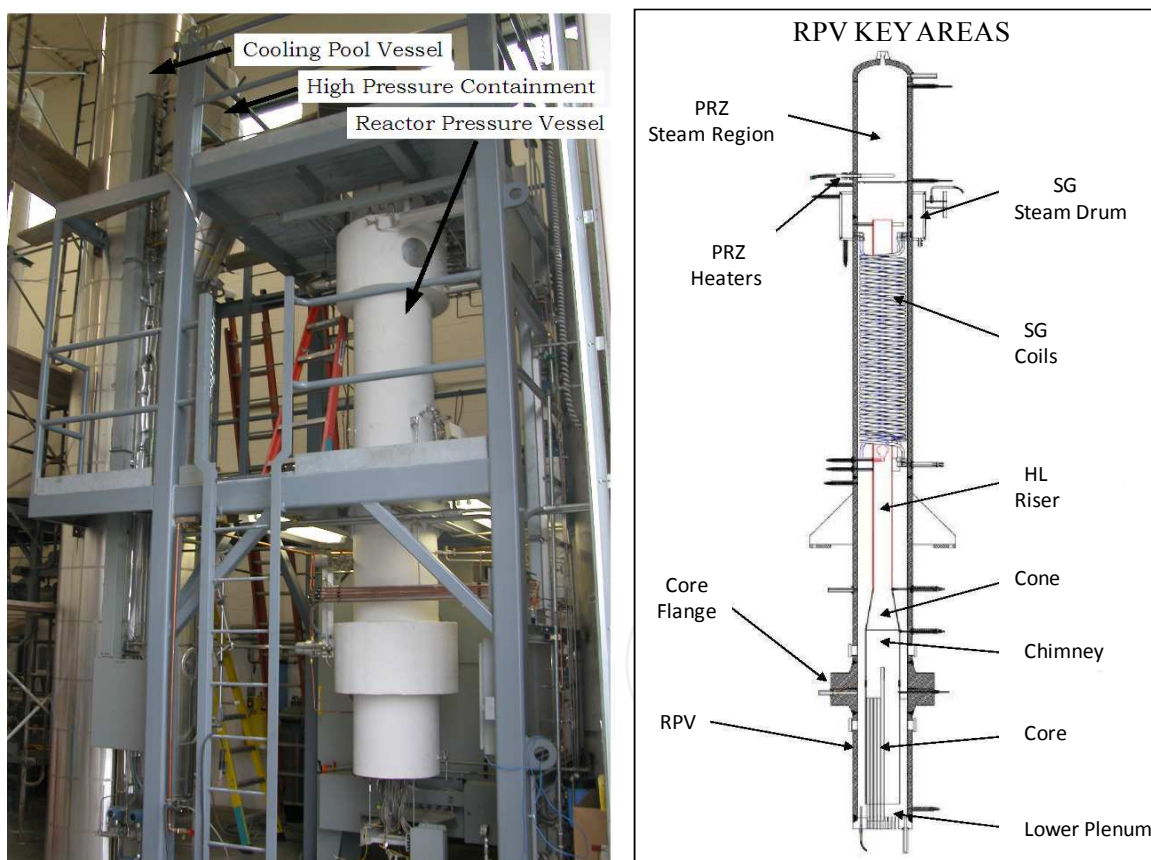 Cooling Pool Vessel
High Pressure Containment
Reactor Pressure Vessel
RPV KEY AREAS
PRZ
Steam Region
SG
Steam Drum
PRZ
Heaters
SG
Coils
HL
Riser
Core
Flange
Cone
Chimney
RPV
Core
Lower Plenum